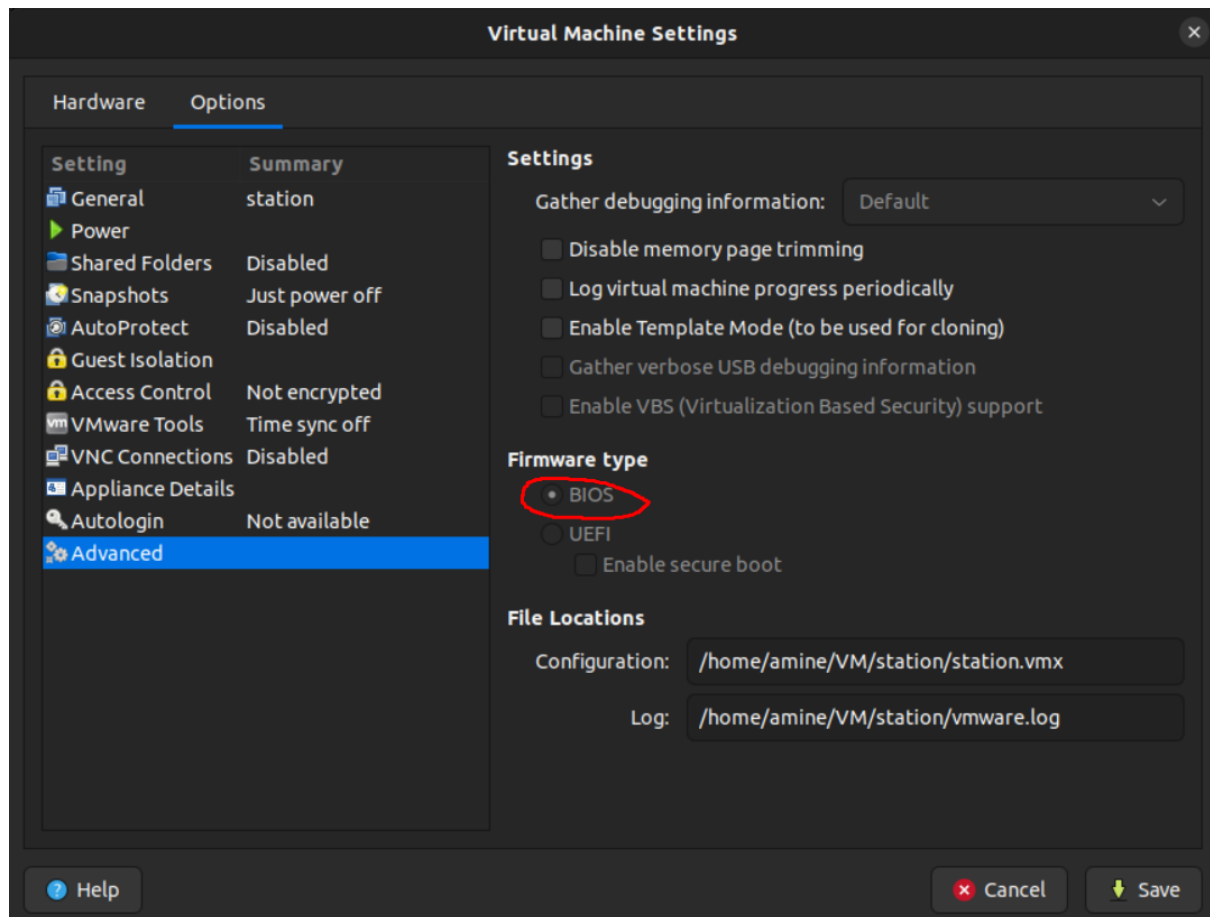 Virtual Machine Settings
Hardware Options
Setting Summary
General station
Power
Shared Folders Disabled
Snapshots Just power off
AutoProtect Disabled
Guest Isolation
Access Control Not encrypted
VMware Tools Time sync off
VNC Connections Disabled
Appliance Details
Autologin Not available
Advanced
Settings
Gather debugging information: Default
Disable memory page trimming
Log virtual machine progress periodically
Enable Template Mode (to be used for cloning)
Gather verbose USB debugging information
Enable VBS (Virtualization Based Security) support
Firmware type
BIOS
UEFI
Enable secure boot
File Locations
Configuration: /home/amine/VM/station/station.vmx
Log: /home/amine/VM/station/vmware.log
Help Cancel Save